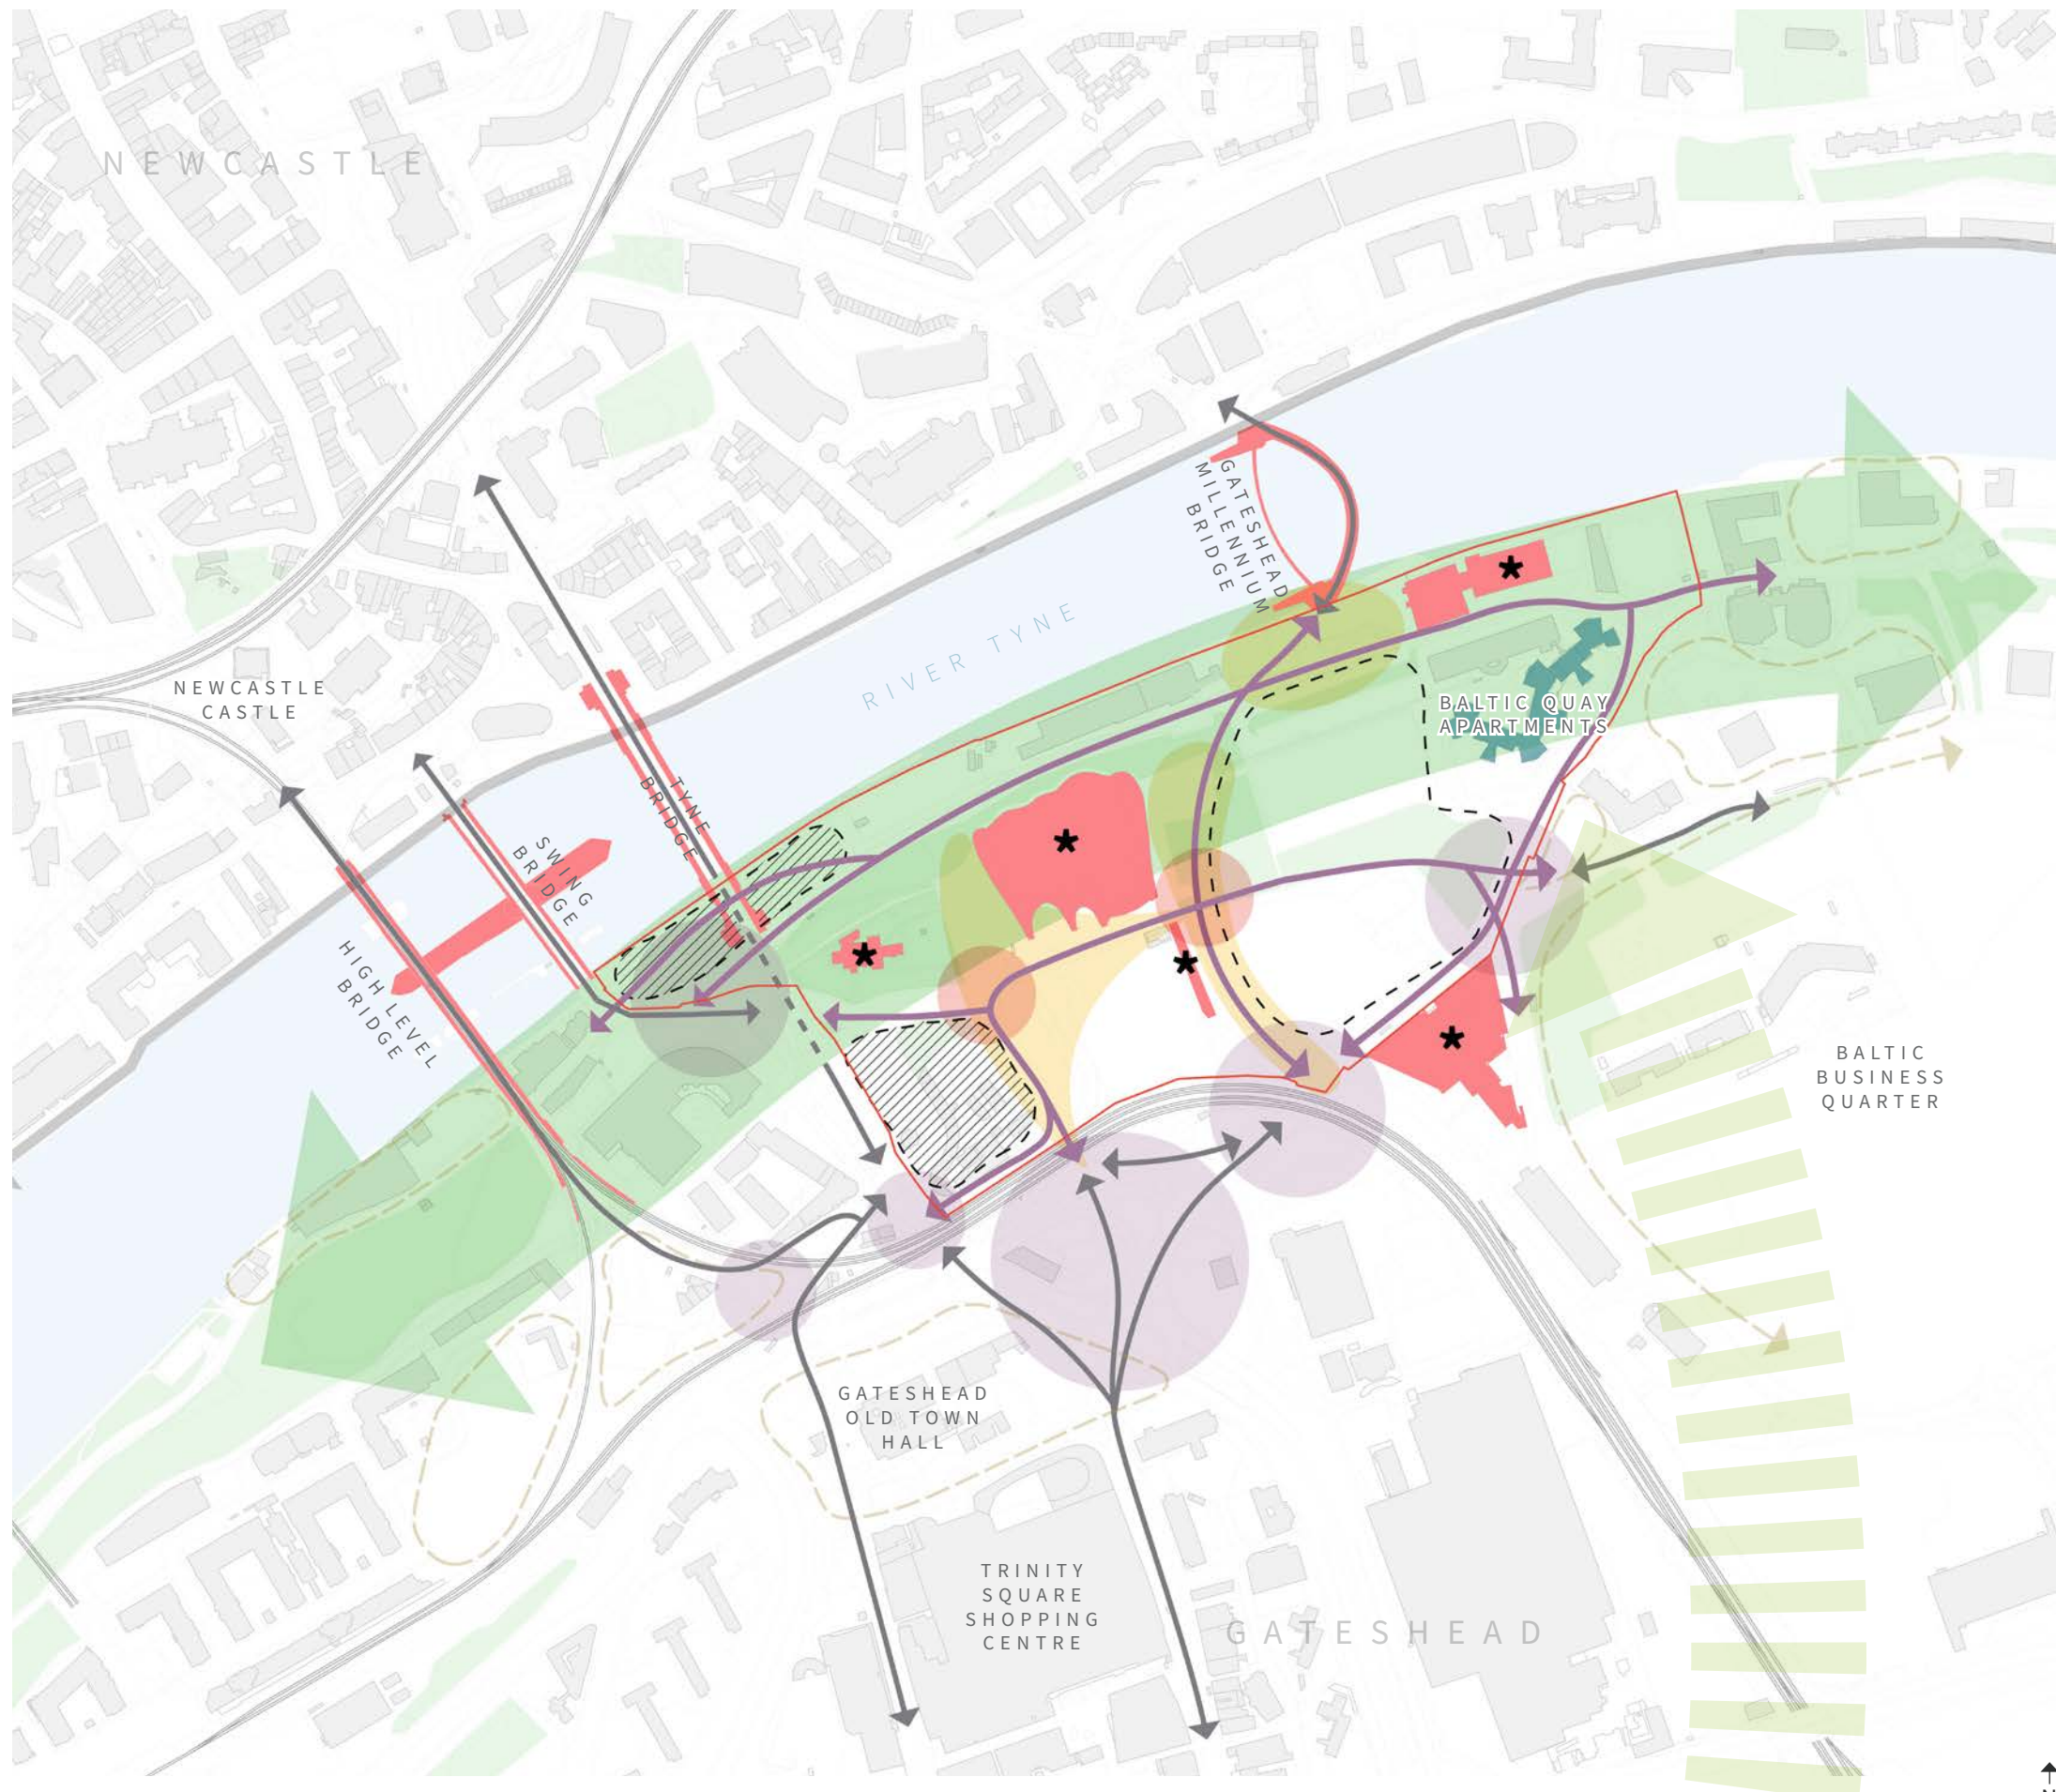 NEWCASTLE
GATESHEAD
MILLENNIUM
BRIDGE
RIVER TYNE
NEWCASTLE
CASTLE
BALTIC QUAY
APARTMENTS
TYNE
BRIDGE
SWING
BRIDGE
HIGH LEVEL
BRIDGE
BALTIC
BUSINESS
QUARTER
GATESHEAD
OLD TOWN
HALL
TRINITY
SQUARE
SHOPPING
CENTRE
GATESHEAD